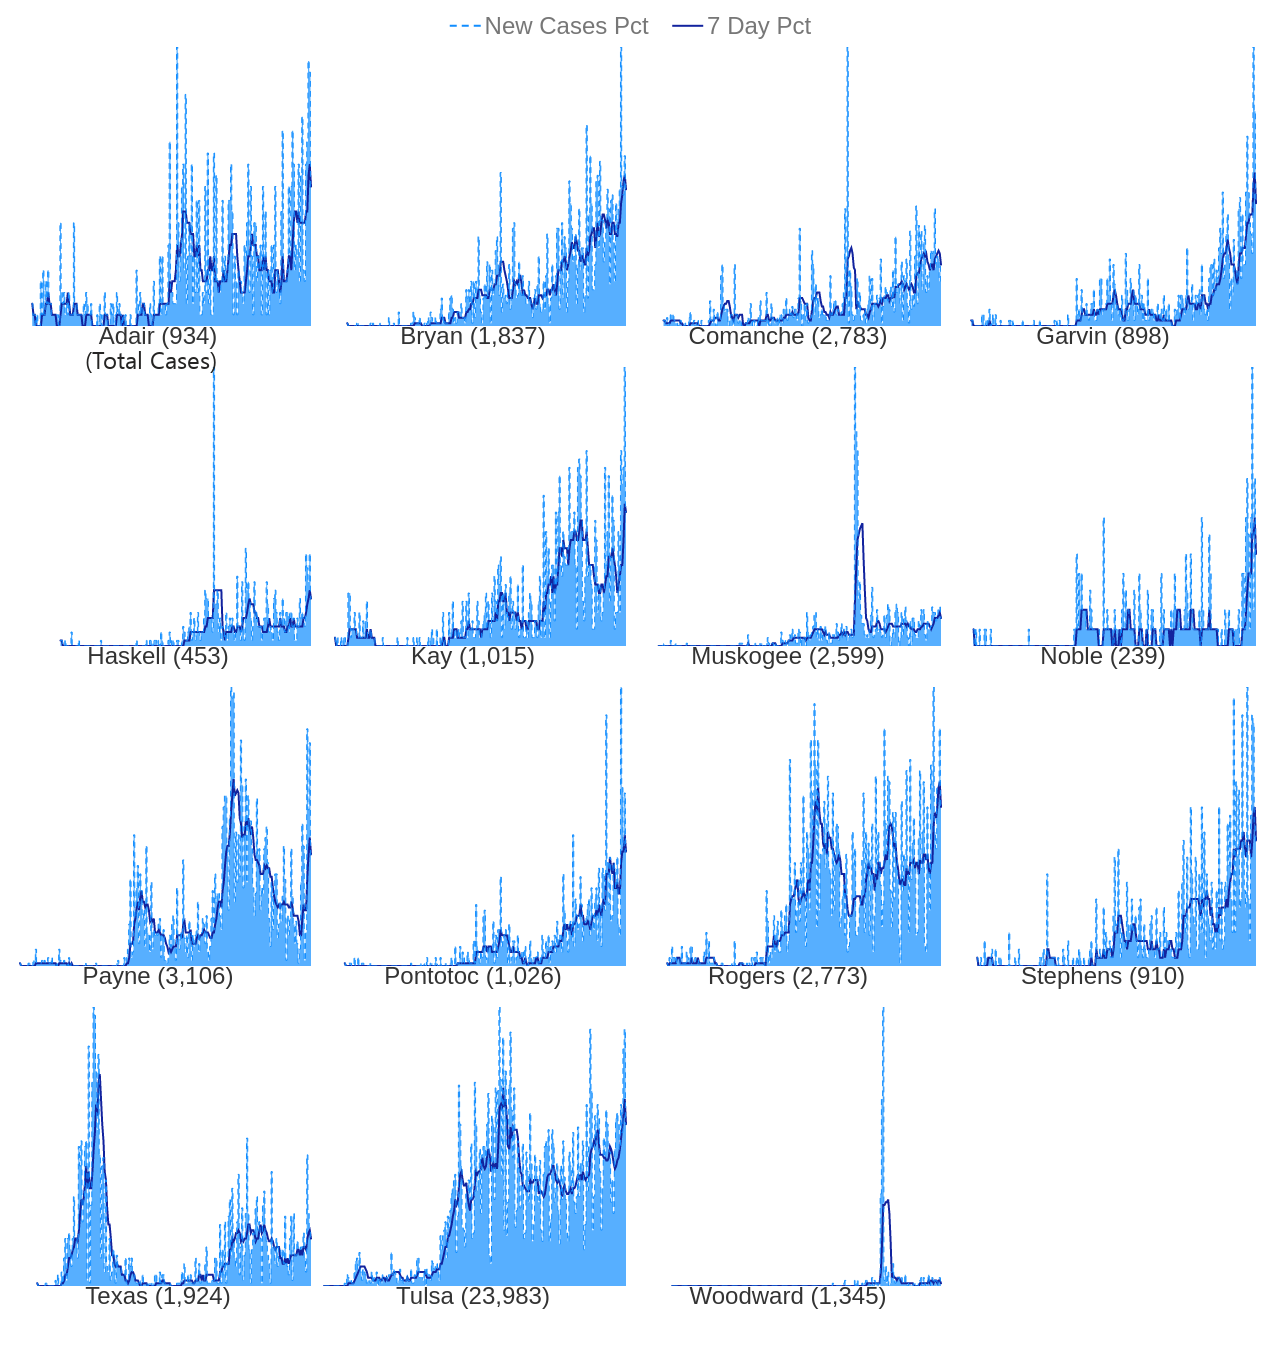 New Cases Pct 7 Day Pct
Adair (934) Bryan (1,837) Comanche (2,783) Garvin (898)
(Total Cases)
Haskell (453) Kay (1,015) Muskogee (2,599) Noble (239)
Payne (3,106) Pontotoc (1,026) Rogers (2,773) Stephens (910)
Texas (1,924) Tulsa (23,983) Woodward (1,345)